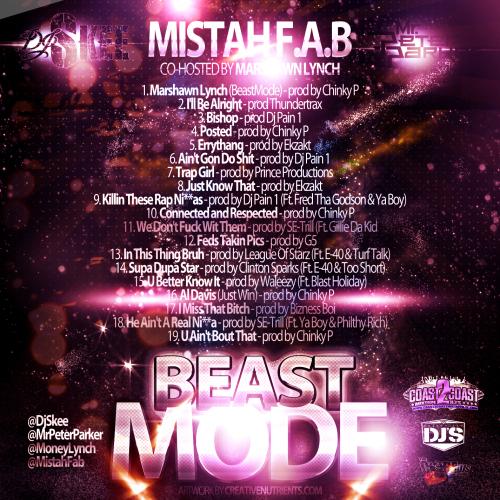 DJ SKEE
MISTAH F.A.B
CO-HOSTED BY MARSHAWN LYNCH
1. Marshawn Lynch (BeastMode) - prod by Chinky P
2. I'll Be Alright - prod Thundertrax
3. Bishop - prod Dj Pain 1
4. Posted - prod by Chinky P
5. Errythang - prod by Ekzakt
6. Ain't Gon Do Shit - prod by Dj Pain 1
7. Trap Girl - prod by Prince Productions
8. Just Know That - prod by Ekzakt
9. Killin These Rap Ni**as - prod by Dj Pain 1 (Ft. Fred Tha Godson & Ya Boy)
10. Connected and Respected - prod by Chinky P
11. We Don't Fuck Wit Them - prod by SE-Trill (Ft. Gillie Da Kid
12. Feds Takin Pics - prod by G5
13. In This Thing Bruh - prod by League Of Starz (Ft. E-40 & Turf Talk)
14. Supa Dupa Star - prod by Clinton Sparks (Ft. E-40 & Too Short)
15. U Better Know It - prod by Waleezy (Ft. Blast Holiday)
16. Al Davis (Just Win) - prod by Chinky P
17. I Miss That Bitch - prod by Bizness Boi
18. He Ain't A Real Ni**a - prod by SE-Trill (Ft. Ya Boy & Philthy Rich)
19. U Ain't Bout That - prod by Chinky P
BEAST
MODE
COAST 2 COAST
DJS
@DjSkee
@MrPeterParker
@MoneyLynch
@MistahFab
ARTWORK BY CREATIVENUTRIENTS.COM